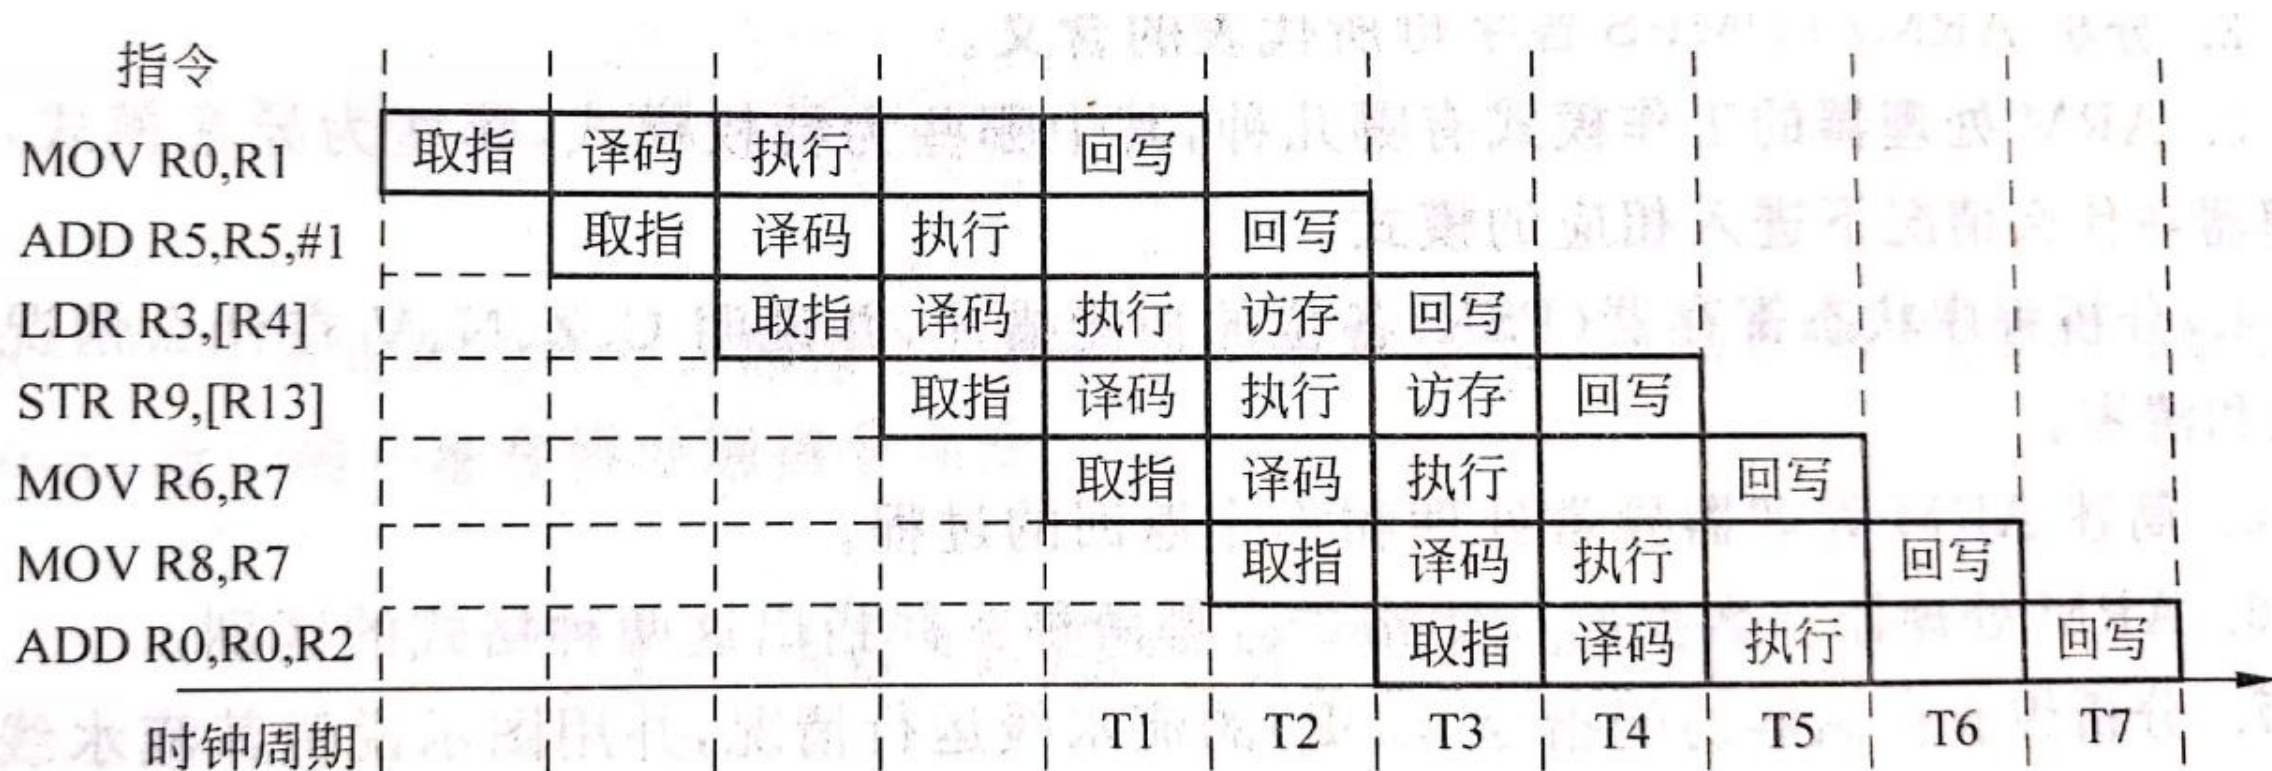 指令
MOV R0,R1 取指 译码 执行 回写
ADD R5,R5,#1 取指 译码 执行 回写
LDR R3,[R4] 取指 译码 执行 访存 回写
STR R9,[R13] 取指 译码 执行 访存 回写
MOV R6,R7 取指 译码 执行 回写
MOV R8,R7 取指 译码 执行 回写
ADD R0,R0,R2 取指 译码 执行 回写
时钟周期 T1 T2 T3 T4 T5 T6 T7